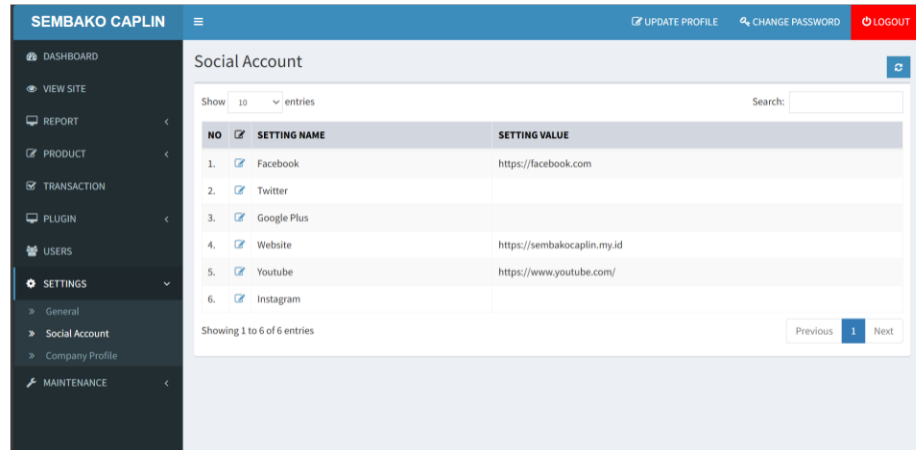 SEMBAKO CAPLIN
UPDATE PROFILE CHANGE PASSWORD LOGOUT
DASHBOARD
VIEW SITE
REPORT
PRODUCT
TRANSACTION
PLUGIN
USERS
SETTINGS
» General
» Social Account
» Company Profile
MAINTENANCE
Social Account
Show 10 entries Search:
NO SETTING NAME SETTING VALUE
1. Facebook https://facebook.com
2. Twitter
3. Google Plus
4. Website https://sembakocaplin.my.id
5. Youtube https://www.youtube.com/
6. Instagram
Showing 1 to 6 of 6 entries Previous 1 Next